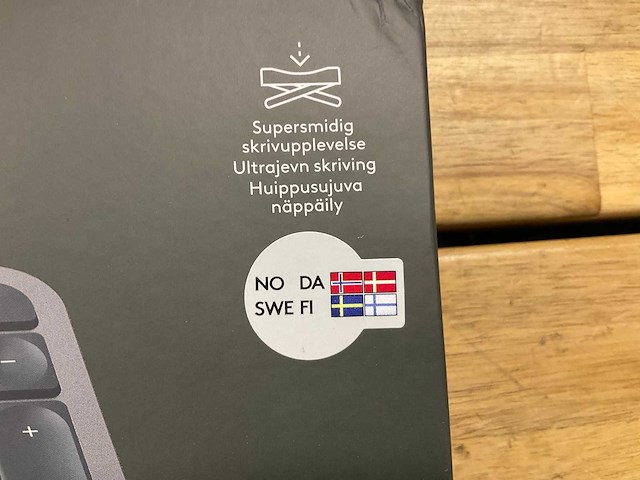 Supersmidig
skrivupplevelse
Ultrajevn skriving
Huippusujuva
näppäily
NO DA
SWE FI
−
+